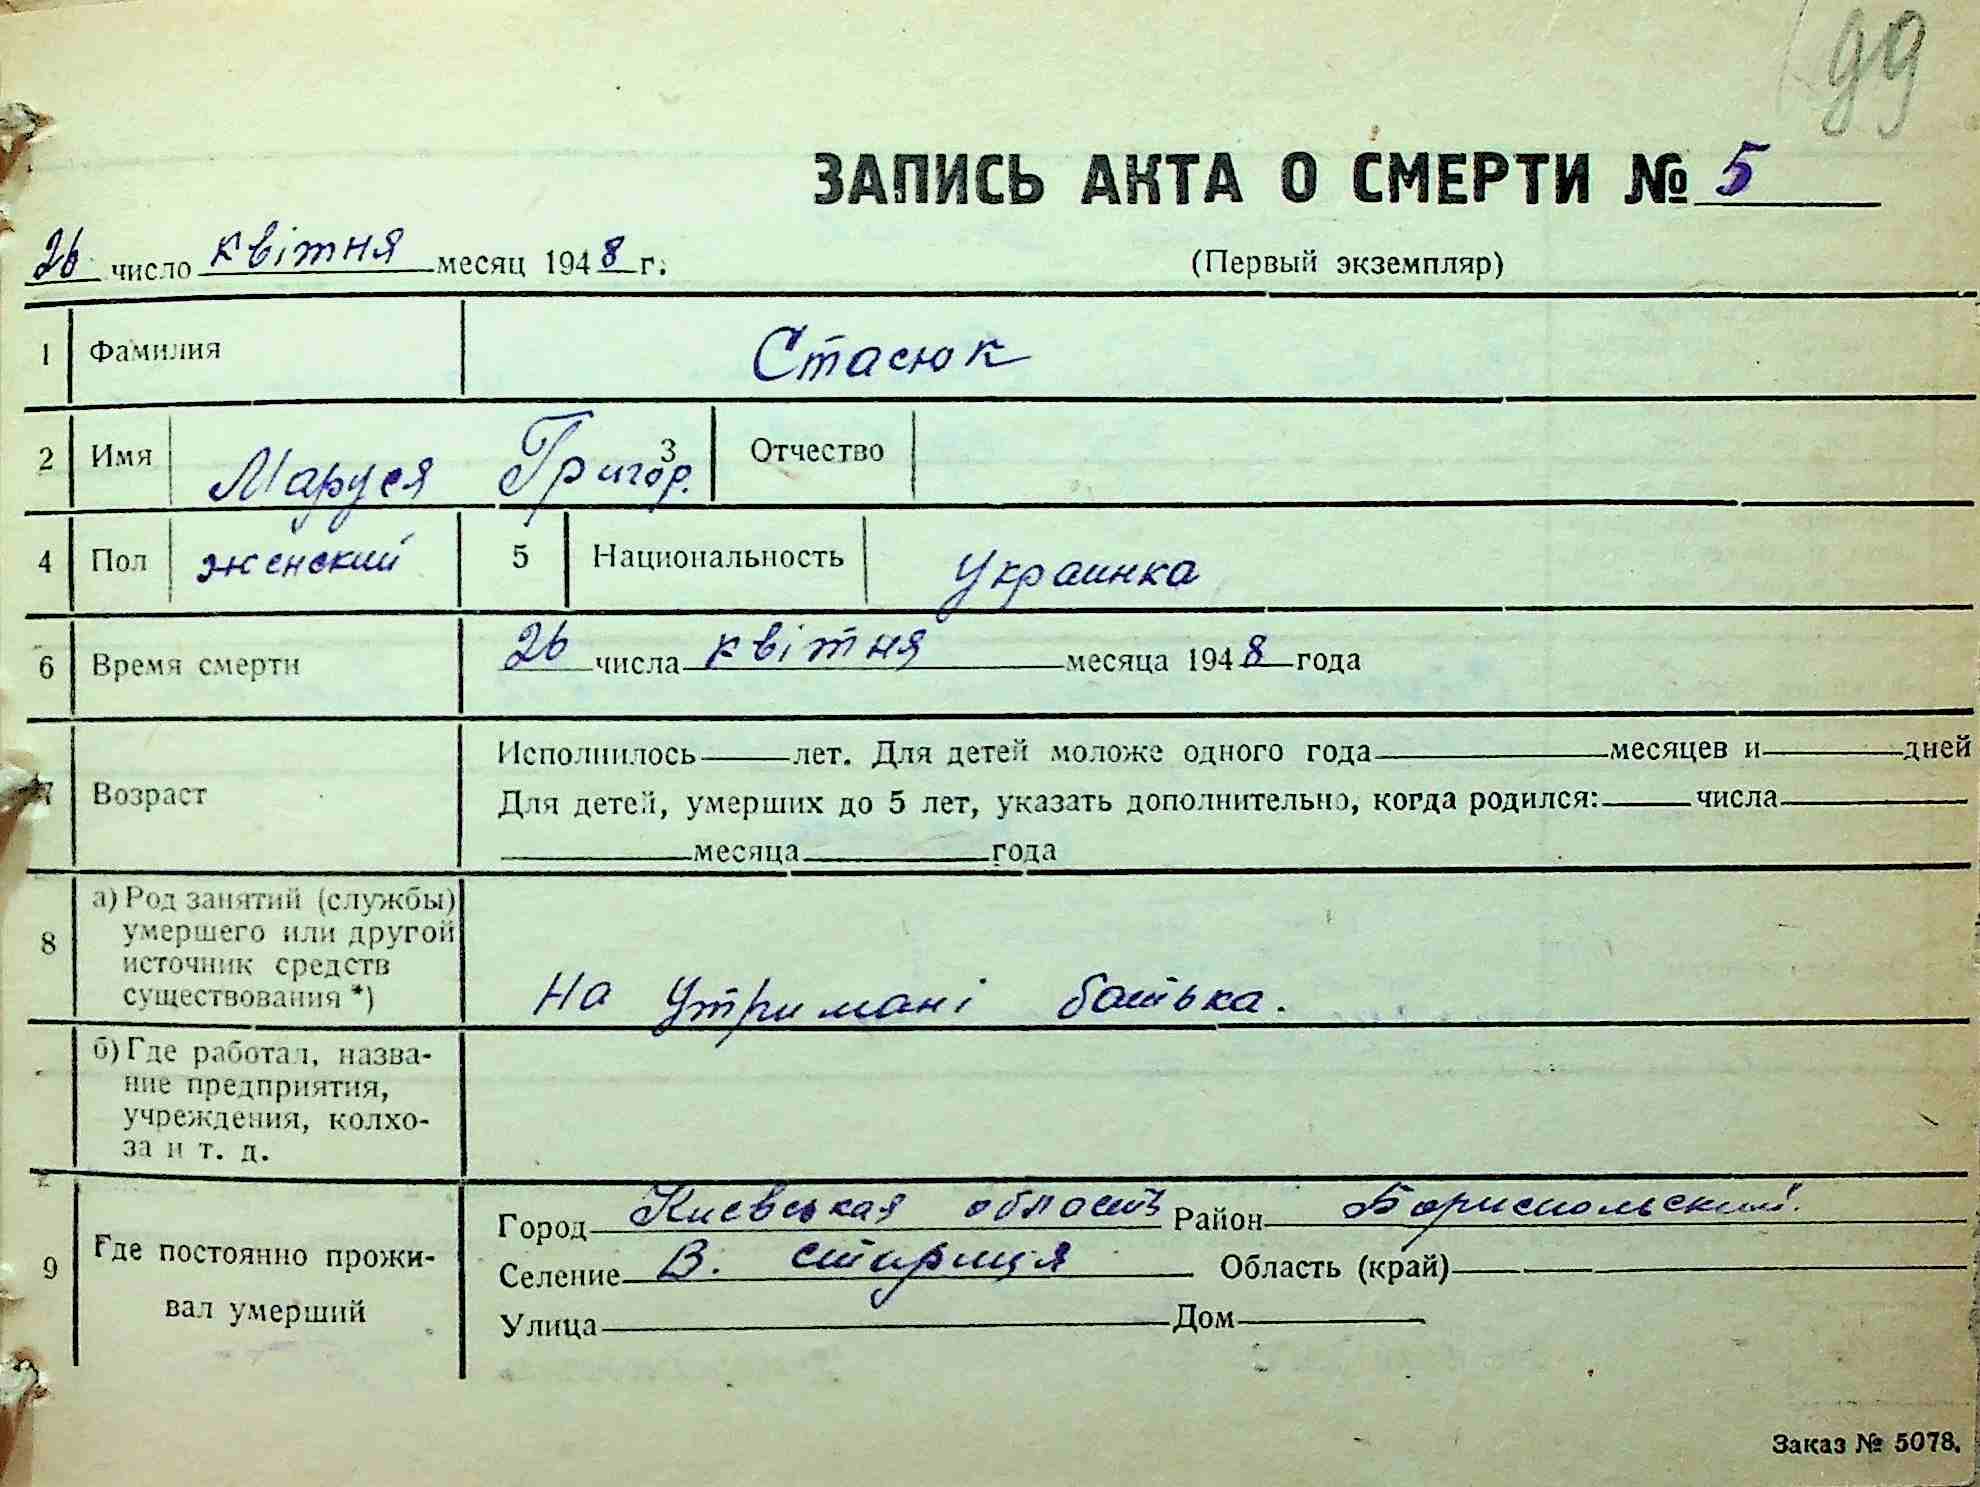 99
ЗАПИСЬ АКТА О СМЕРТИ № 5
26 число квітня месяц 1948 г.
(Первый экземпляр)
1 Фамилия Стасюк
2 Имя Маруся Григор. 3 Отчество
4 Пол женский 5 Национальность Украинка
6 Время смерти 26 числа квітня месяца 1948 года
7 Возраст
Исполнилось лет. Для детей моложе одного года месяцев и дней
Для детей, умерших до 5 лет, указать дополнительно, когда родился: числа
месяца года
8 а) Род занятий (службы)
умершего или другой
источник средств
существования *)
На утримані батька.
б) Где работал, назва-
ние предприятия,
учреждения, колхо-
за и т. д.
9 Где постоянно прожи-
вал умерший
Город Киевськая область Район Бориспольский
Селение В. стариця Область (край)
Улица Дом
Заказ № 5078.